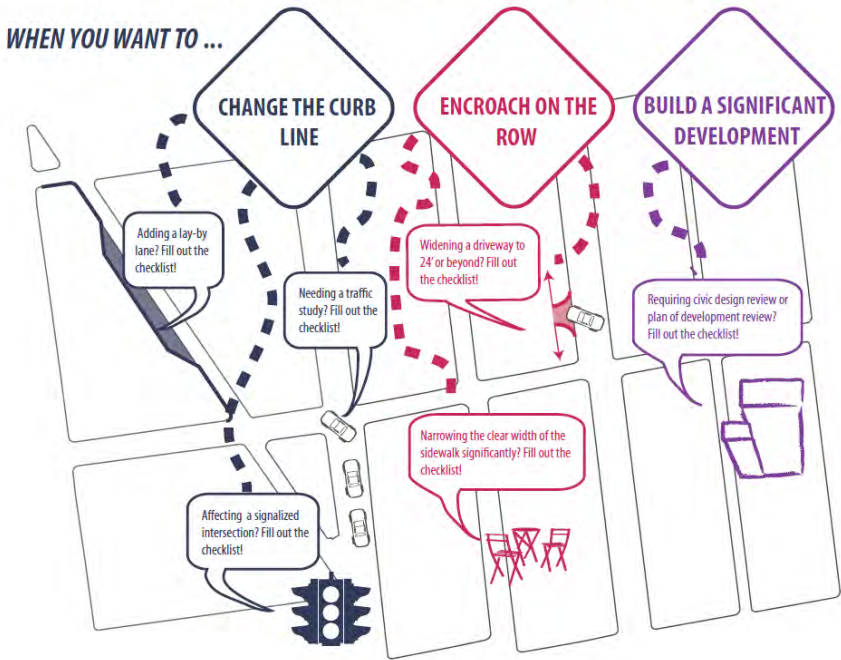 WHEN YOU WANT TO ...
CHANGE THE CURB
LINE
ENCROACH ON THE
ROW
BUILD A SIGNIFICANT
DEVELOPMENT
Adding a lay-by
lane? Fill out the
checklist!
Needing a traffic
study? Fill out the
checklist!
Widening a driveway to
24' or beyond? Fill out
the checklist!
Requiring civic design review or
plan of development review?
Fill out the checklist!
Narrowing the clear width of the
sidewalk significantly? Fill out the
checklist!
Affecting a signalized
intersection? Fill out the
checklist!